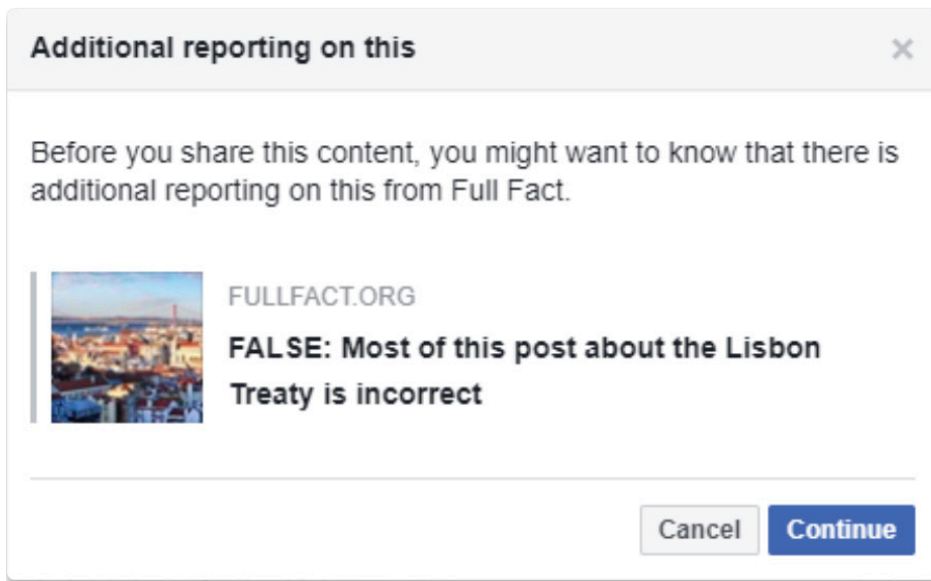 Additional reporting on this
Before you share this content, you might want to know that there is
additional reporting on this from Full Fact.
FULLFACT.ORG
FALSE: Most of this post about the Lisbon
Treaty is incorrect
Cancel Continue